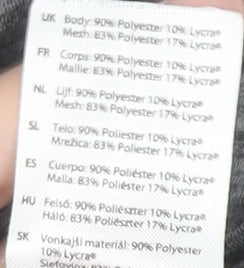 UK Body: 90% Polyester 10% Lycra®
Mesh: 83% Polyester 17% Lycra®
FR Corps: 90% Polyester 10% Lycra®
Maille: 83% Polyester 17% Lycra®
NL Lijf: 90% Polyester 10% Lycra®
Mesh: 83% Polyester 17% Lycra®
SL Telo: 90% Poliester 10% Lycra®
Mrežica: 83% Poliester 17% Lycra®
ES Cuerpo: 90% Poliéster 10% Lycra®
Malla: 83% Poliéster 17% Lycra®
HU Felső: 90% Poliészter 10% Lycra®
Háló: 83% Poliészter 17% Lycra®
SK Vonkajší materiál: 90% Polyester
10% Lycra®